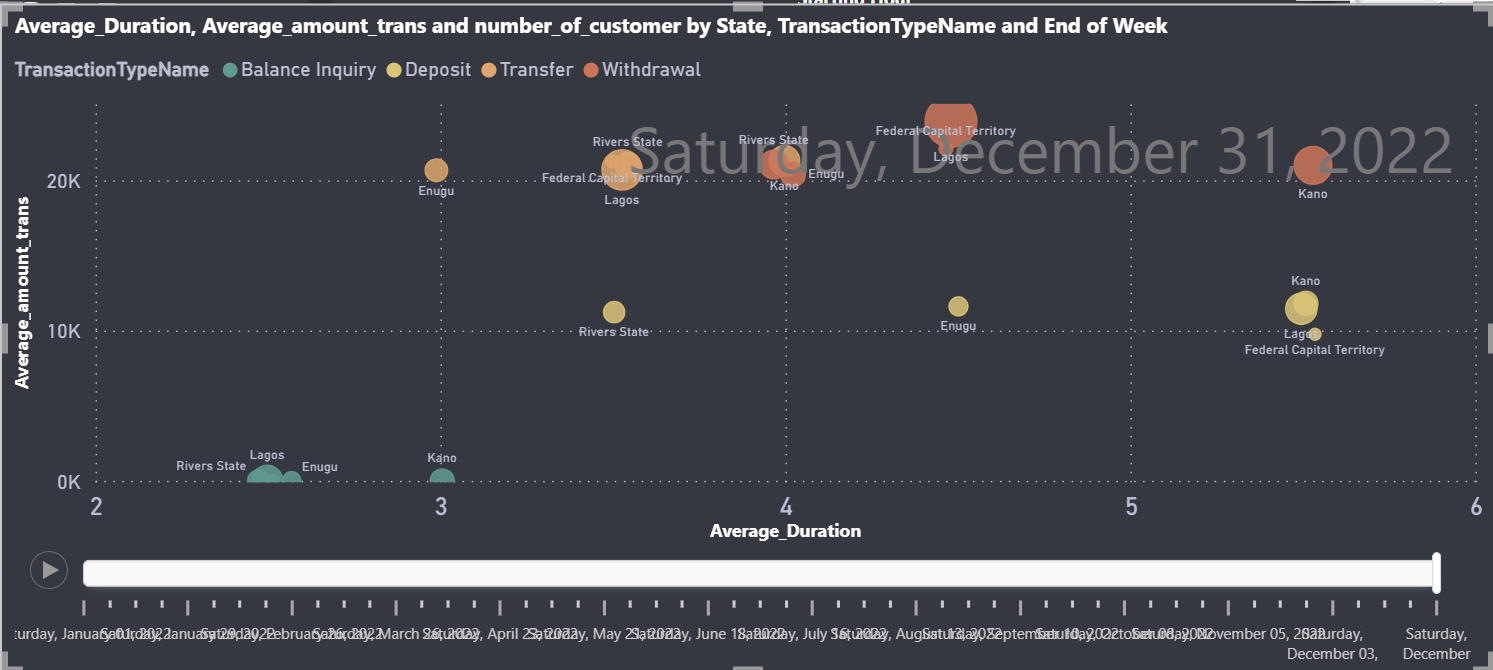 Average_Duration, Average_amount_trans and number_of_customer by State, TransactionTypeName and End of Week
TransactionTypeName Balance Inquiry Deposit Transfer Withdrawal
Saturday, December 31, 2022
Federal Capital Territory
Rivers State
Rivers State
Lagos
Enugu
Federal Capital Territory
20K
Kano
Enugu
Kano
Lagos
Average_amount_trans
Kano
Enugu
Rivers State
10K
Lagos
Federal Capital Territory
Lagos
Kano
Rivers State
Enugu
0K
2 3 4 5 6
Average_Duration
Saturday, Saturday,
December 03, December